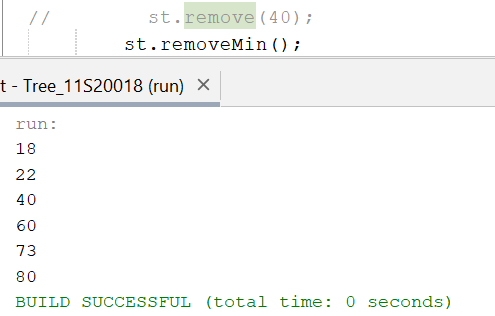 // st.remove(40);
st.removeMin();
t - Tree_11S20018 (run) ×
run:
18
22
40
60
73
80
BUILD SUCCESSFUL (total time: 0 seconds)